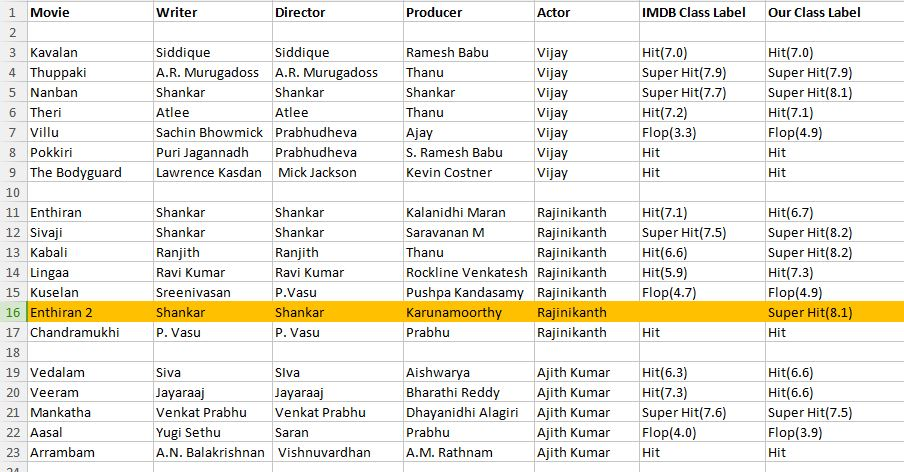 1 Movie Writer Director Producer Actor IMDB Class Label Our Class Label
2
3 Kavalan Siddique Siddique Ramesh Babu Vijay Hit(7.0) Hit(7.0)
4 Thuppaki A.R. Murugadoss A.R. Murugadoss Thanu Vijay Super Hit(7.9) Super Hit(7.9)
5 Nanban Shankar Shankar Shankar Vijay Super Hit(7.7) Super Hit(8.1)
6 Theri Atlee Atlee Thanu Vijay Hit(7.2) Hit(7.1)
7 Villu Sachin Bhowmick Prabhudheva Ajay Vijay Flop(3.3) Flop(4.9)
8 Pokkiri Puri Jagannadh Prabhudheva S. Ramesh Babu Vijay Hit Hit
9 The Bodyguard Lawrence Kasdan Mick Jackson Kevin Costner Vijay Hit Hit
10
11 Enthiran Shankar Shankar Kalanidhi Maran Rajinikanth Hit(7.1) Hit(6.7)
12 Sivaji Shankar Shankar Saravanan M Rajinikanth Super Hit(7.5) Super Hit(8.2)
13 Kabali Ranjith Ranjith Thanu Rajinikanth Hit(6.6) Super Hit(8.2)
14 Lingaa Ravi Kumar Ravi Kumar Rockline Venkatesh Rajinikanth Hit(5.9) Hit(7.3)
15 Kuselan Sreenivasan P.Vasu Pushpa Kandasamy Rajinikanth Flop(4.7) Flop(4.9)
16 Enthiran 2 Shankar Shankar Karunamoorthy Rajinikanth Super Hit(8.1)
17 Chandramukhi P. Vasu P. Vasu Prabhu Rajinikanth Hit Hit
18
19 Vedalam Siva SIva Aishwarya Ajith Kumar Hit(6.3) Hit(6.6)
20 Veeram Jayaraaj Jayaraaj Bharathi Reddy Ajith Kumar Hit(7.3) Hit(6.6)
21 Mankatha Venkat Prabhu Venkat Prabhu Dhayanidhi Alagiri Ajith Kumar Super Hit(7.6) Super Hit(7.5)
22 Aasal Yugi Sethu Saran Prabhu Ajith Kumar Flop(4.0) Flop(3.9)
23 Arrambam A.N. Balakrishnan Vishnuvardhan A.M. Rathnam Ajith Kumar Hit Hit